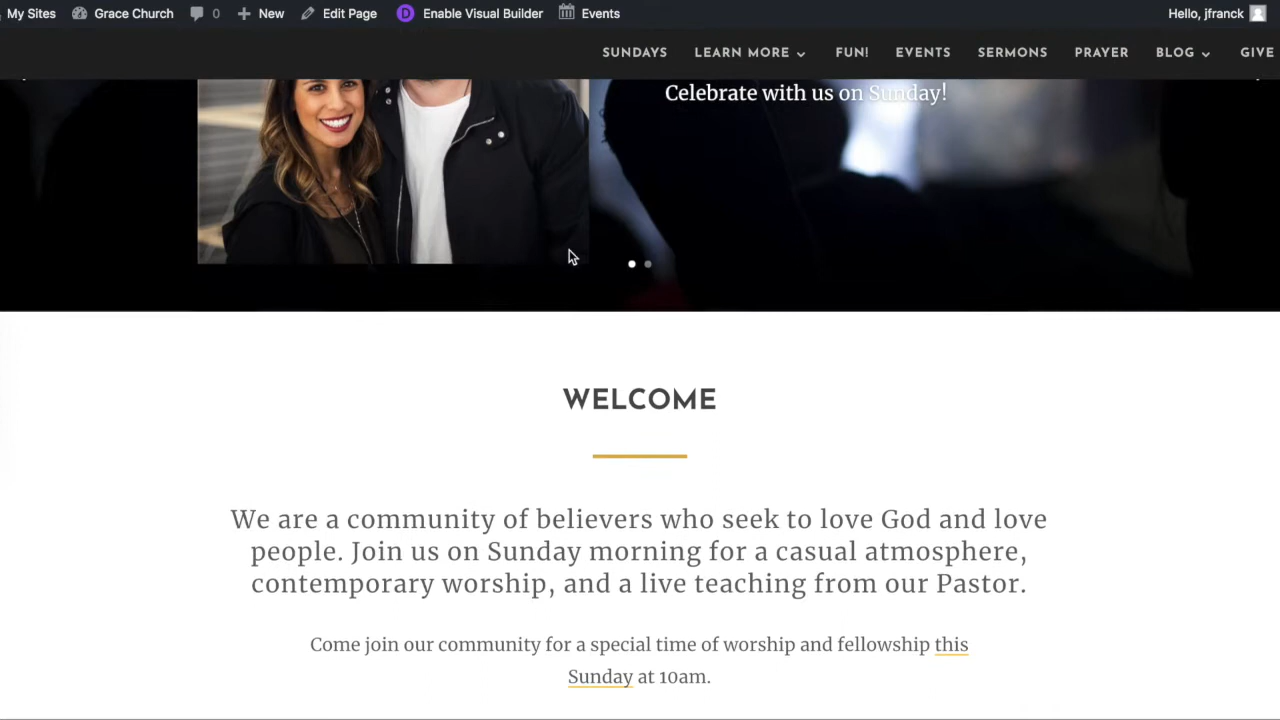 My Sites Grace Church 0 New Edit Page D Enable Visual Builder Events Hello, jfranck
SUNDAYS LEARN MORE FUN! EVENTS SERMONS PRAYER BLOG GIVE
Celebrate with us on Sunday!
WELCOME
We are a community of believers who seek to love God and love
people. Join us on Sunday morning for a casual atmosphere,
contemporary worship, and a live teaching from our Pastor.
Come join our community for a special time of worship and fellowship this
Sunday at 10am.